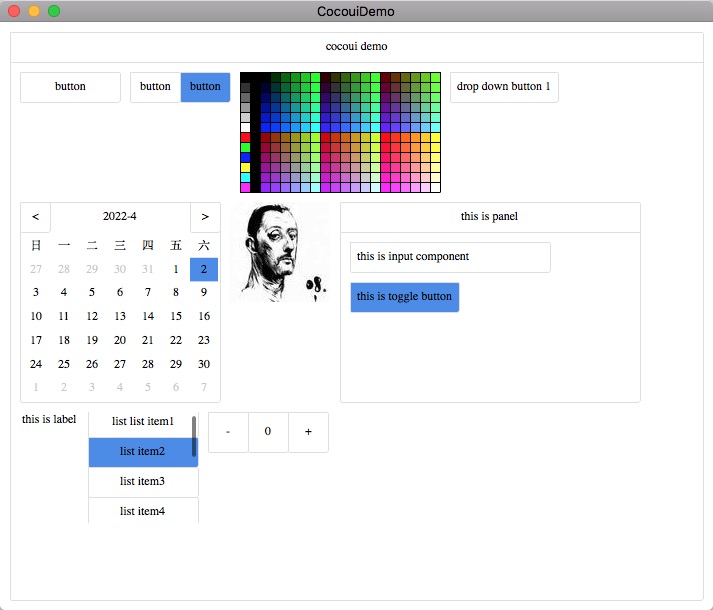 CocouiDemo
cocoui demo
button
button button
drop down button 1
< 2022-4 >
日 一 二 三 四 五 六
27 28 29 30 31 1 2
3 4 5 6 7 8 9
10 11 12 13 14 15 16
17 18 19 20 21 22 23
24 25 26 27 28 29 30
1 2 3 4 5 6 7
08.
this is panel
this is input component
this is toggle button
this is label
list list item1
list item2
list item3
list item4
- 0 +